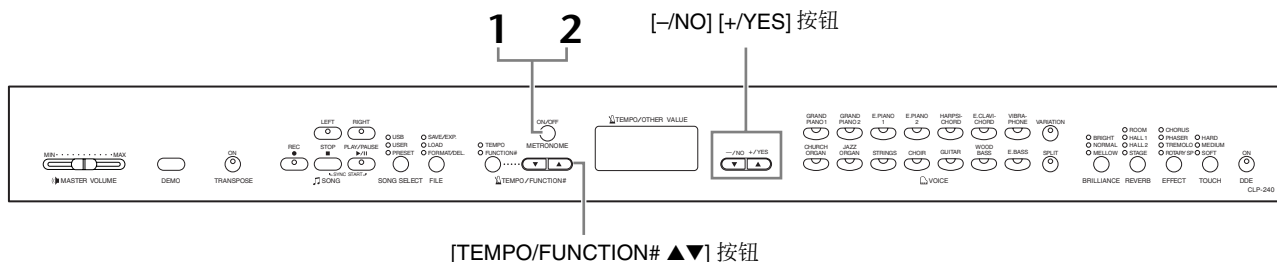 1 2 [–/NO] [+/YES] 按钮
MIN MAX
MASTER VOLUME
DEMO
ON
TRANSPOSE
LEFT RIGHT
REC STOP PLAY/PAUSE
SYNC START
SONG
USB
USER
PRESET
SONG SELECT
SAVE/EXP.
LOAD
FORMAT/DEL.
FILE
ON/OFF
METRONOME
TEMPO
FUNCTION#
TEMPO/FUNCTION#
TEMPO/OTHER VALUE
–/NO +/YES
GRAND PIANO 1
GRAND PIANO 2
E.PIANO 1
E.PIANO 2
HARPSI-CHORD
E.CLAVI-CHORD
VIBRA-PHONE
VARIATION
CHURCH ORGAN
JAZZ ORGAN
STRINGS
CHOIR
GUITAR
WOOD BASS
E.BASS
SPLIT
VOICE
BRIGHT
NORMAL
MELLOW
BRILLIANCE
ROOM
HALL 1
HALL 2
STAGE
REVERB
CHORUS
PHASER
TREMOLO
ROTARY SP
EFFECT
HARD
MEDIUM
SOFT
TOUCH
ON
DDE
CLP-240
[TEMPO/FUNCTION# ▲▼] 按钮